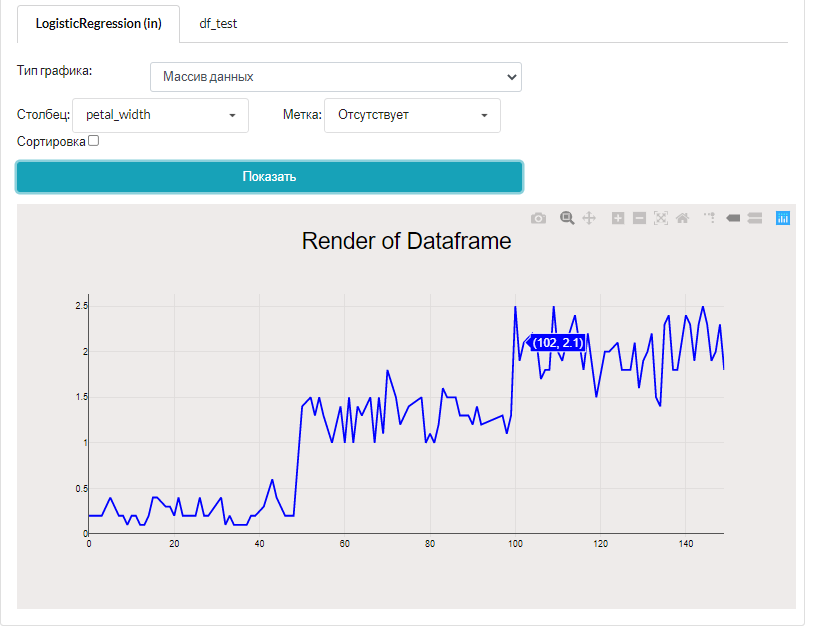 LogisticRegression (in) df_test
Тип графика: Массив данных
Столбец: petal_width Метка: Отсутствует
Сортировка
Показать
Render of Dataframe
2.5
2
(102, 2.1)
1.5
1
0.5
0
0 20 40 60 80 100 120 140